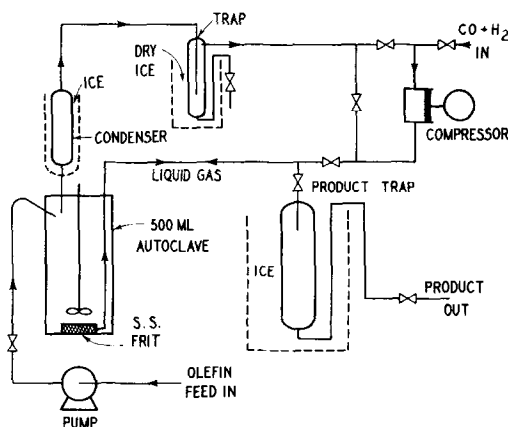 TRAP
DRY
ICE
CO+H2
IN
ICE
CONDENSER
COMPRESSOR
LIQUID GAS
PRODUCT TRAP
500 ML
AUTOCLAVE
ICE
PRODUCT
OUT
S.S.
FRIT
OLEFIN
FEED IN
PUMP